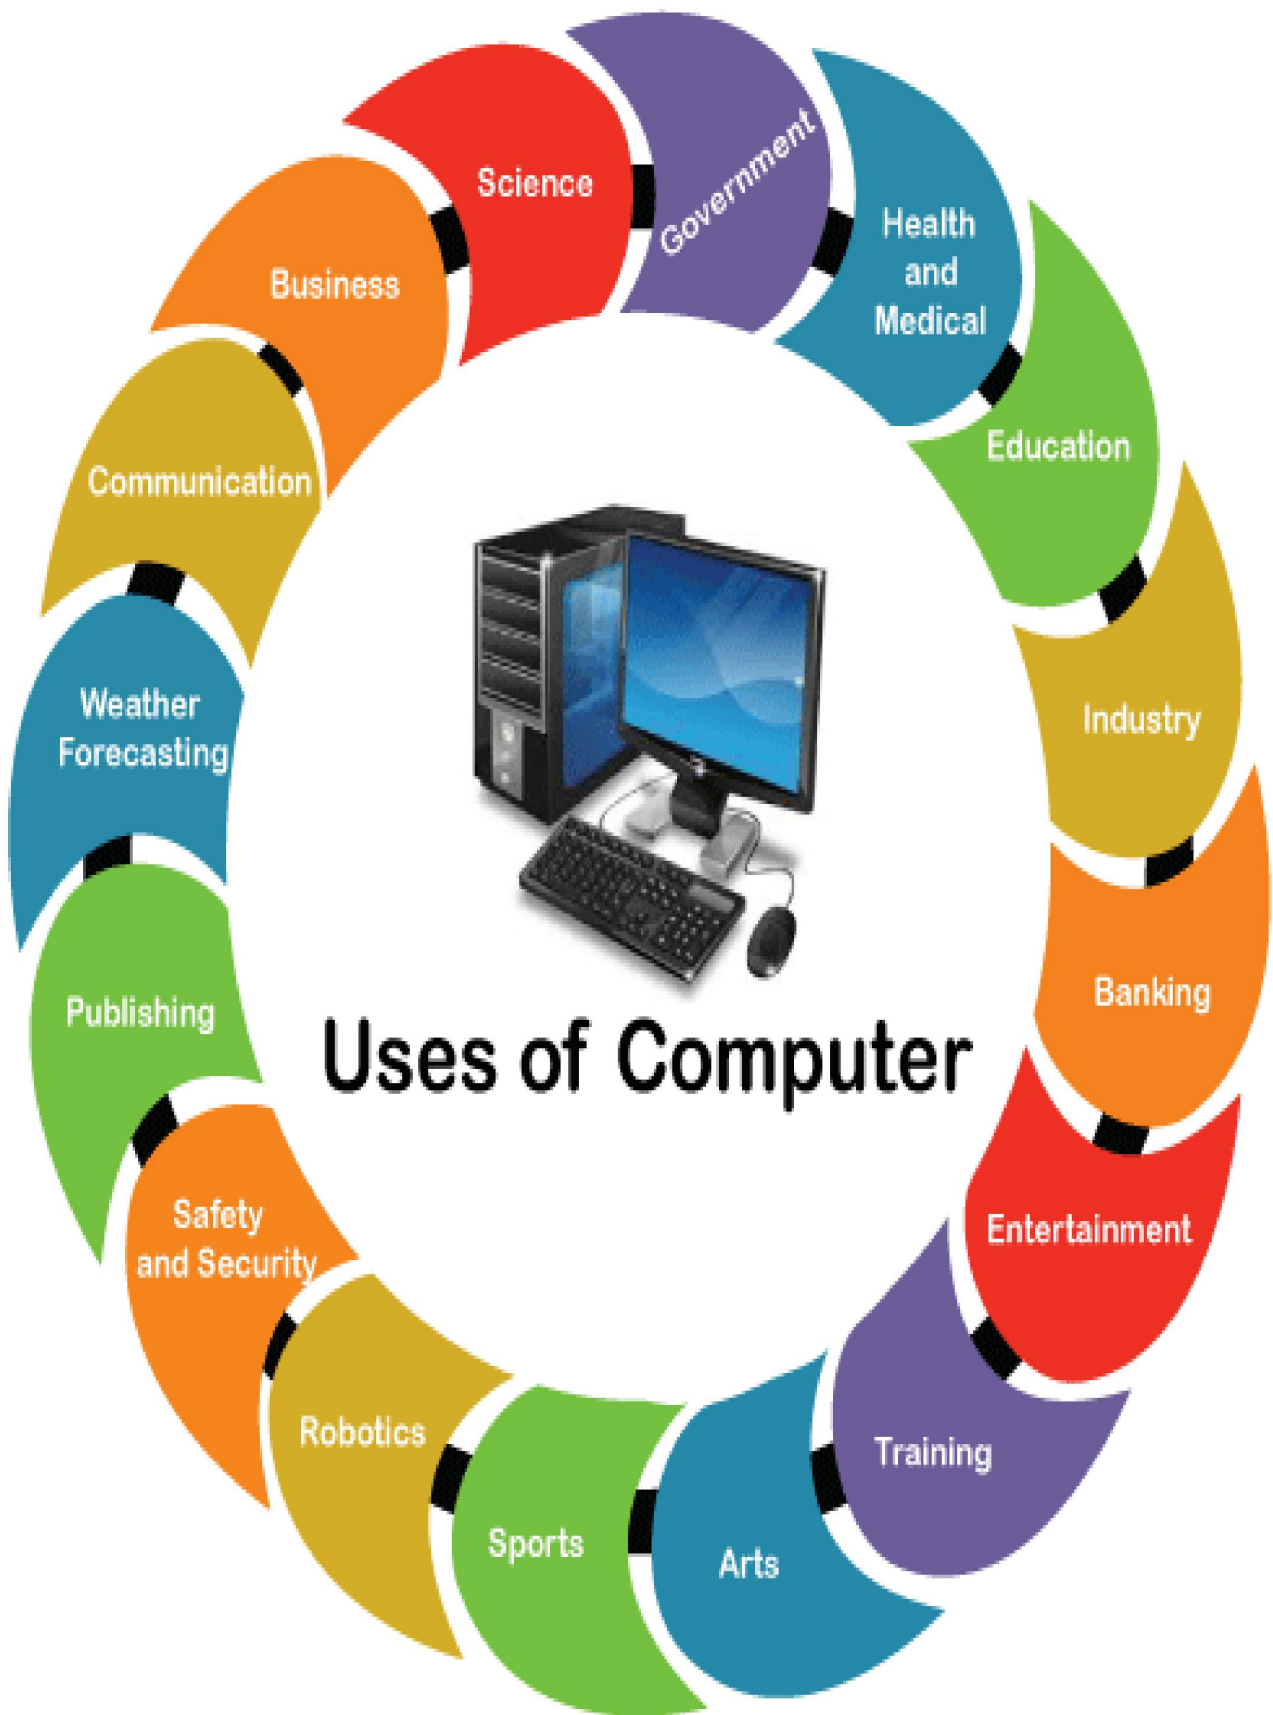 Science
Government
Health
and
Medical
Education
Industry
Banking
Entertainment
Training
Arts
Sports
Robotics
Safety
and Security
Publishing
Weather
Forecasting
Communication
Business
Uses of Computer